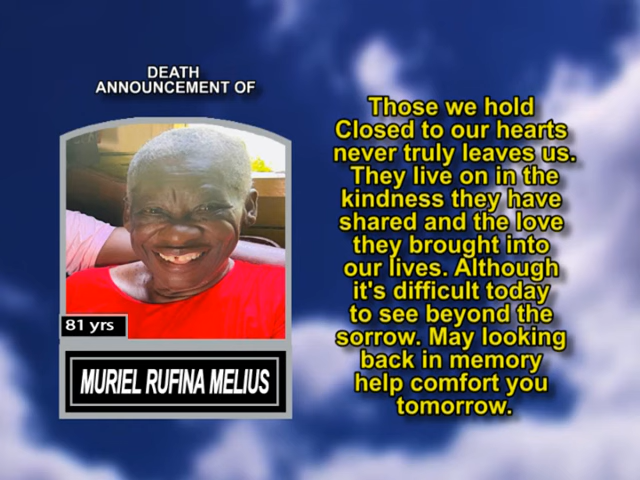 DEATH
ANNOUNCEMENT OF
81 yrs
MURIEL RUFINA MELIUS
Those we hold
Closed to our hearts
never truly leaves us.
They live on in the
kindness they have
shared and the love
they brought into
our lives. Although
it's difficult today
to see beyond the
sorrow. May looking
back in memory
help comfort you
tomorrow.